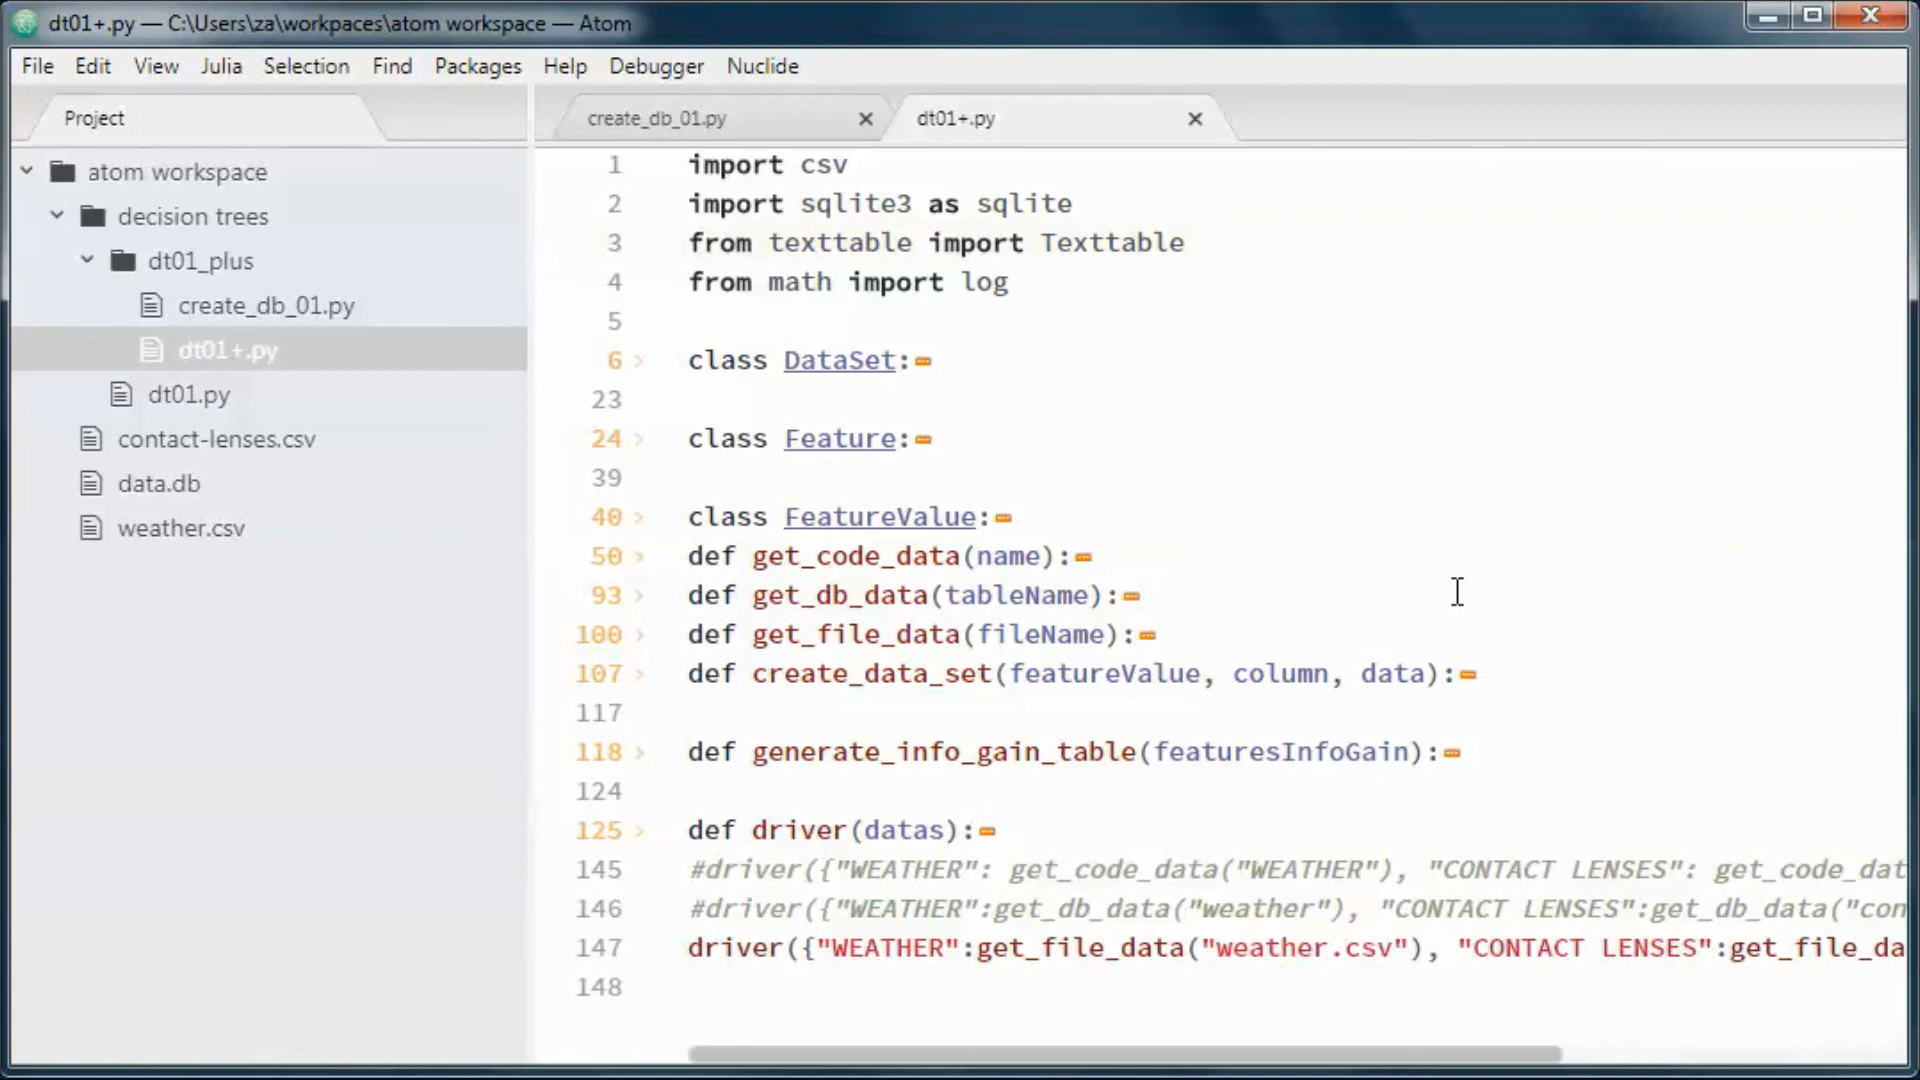 dt01+.py — C:\Users\za\workpaces\atom workspace — Atom
File Edit View Julia Selection Find Packages Help Debugger Nuclide
Project
create_db_01.py
dt01+.py
atom workspace
decision trees
dt01_plus
create_db_01.py
dt01+.py
dt01.py
contact-lenses.csv
data.db
weather.csv
1 import csv
2 import sqlite3 as sqlite
3 from texttable import Texttable
4 from math import log
5
6 class DataSet:
23
24 class Feature:
39
40 class FeatureValue:
50 def get_code_data(name):
93 def get_db_data(tableName):
100 def get_file_data(fileName):
107 def create_data_set(featureValue, column, data):
117
118 def generate_info_gain_table(featuresInfoGain):
124
125 def driver(datas):
145 #driver({"WEATHER": get_code_data("WEATHER"), "CONTACT LENSES": get_code_dat
146 #driver({"WEATHER":get_db_data("weather"), "CONTACT LENSES":get_db_data("con
147 driver({"WEATHER":get_file_data("weather.csv"), "CONTACT LENSES":get_file_da
148